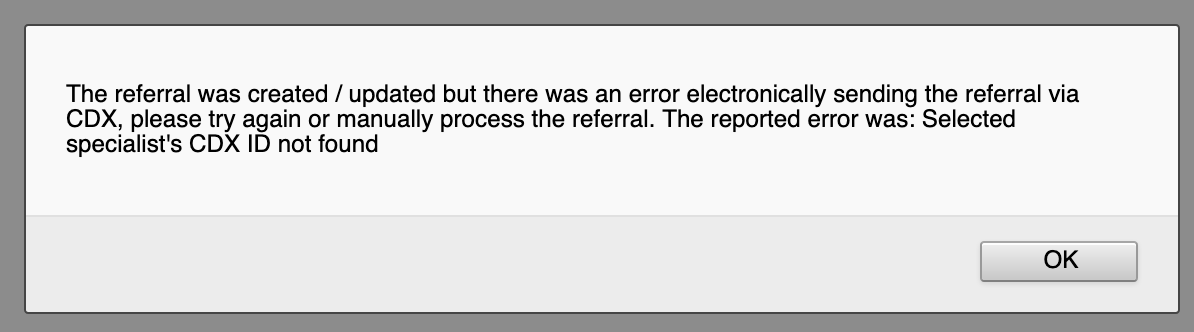 The referral was created / updated but there was an error electronically sending the referral via
CDX, please try again or manually process the referral. The reported error was: Selected
specialist's CDX ID not found
OK